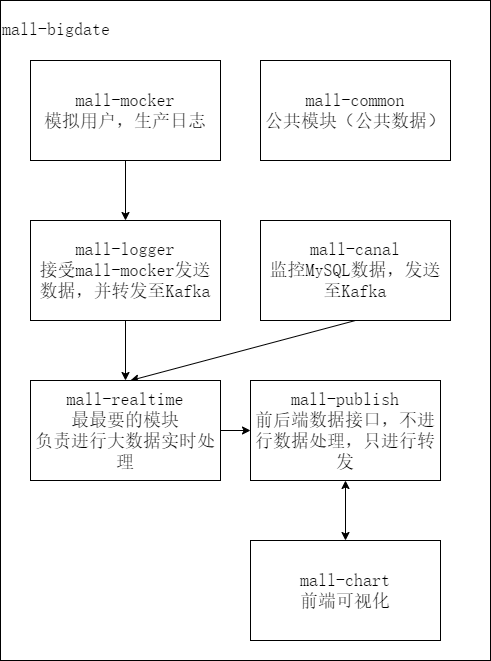 mall-bigdate
mall-mocker
模拟用户，生产日志
mall-common
公共模块（公共数据）
mall-logger
接受mall-mocker发送
数据，并转发至Kafka
mall-canal
监控MySQL数据，发送
至Kafka
mall-realtime
最最要的模块
负责进行大数据实时处
理
mall-publish
前后端数据接口，不进
行数据处理，只进行转
发
mall-chart
前端可视化